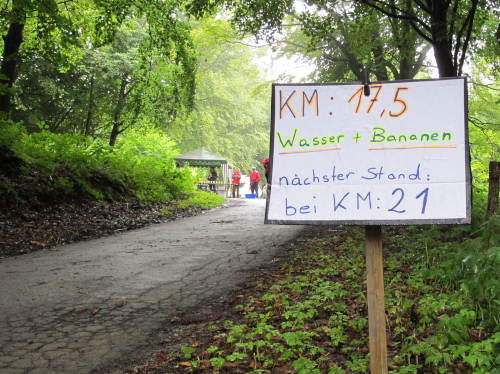 KM: 17,5
Wasser + Bananen
nächster Stand:
bei KM: 21